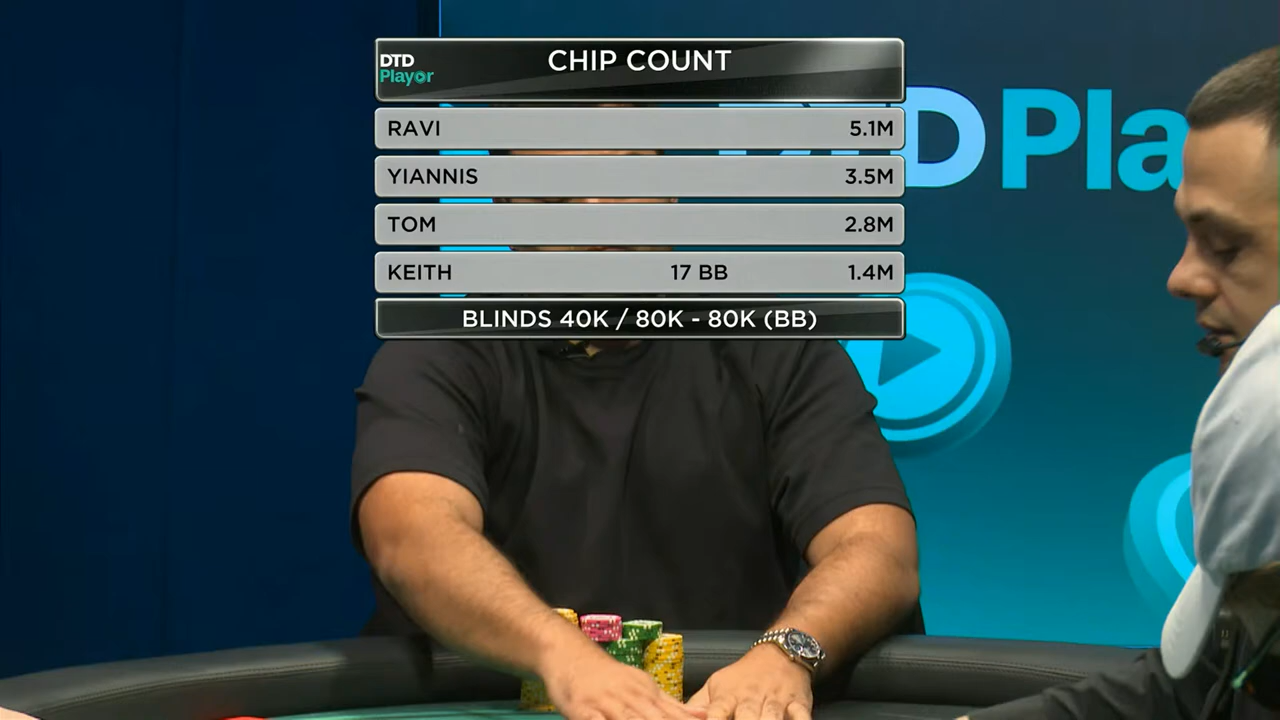 CHIP COUNT
DTD
Player
RAVI 5.1M
YIANNIS 3.5M
TOM 2.8M
KEITH 17 BB 1.4M
BLINDS 40K / 80K - 80K (BB)
D Pla